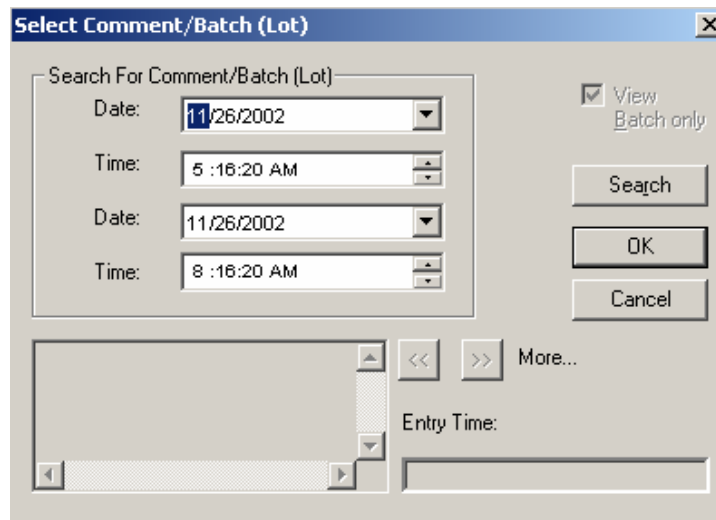 Select Comment/Batch (Lot)
Search For Comment/Batch (Lot)
Date: 11/26/2002
Time: 5 :16:20 AM
Date: 11/26/2002
Time: 8 :16:20 AM
View
Batch only
Search
OK
Cancel
<< >> More...
Entry Time: